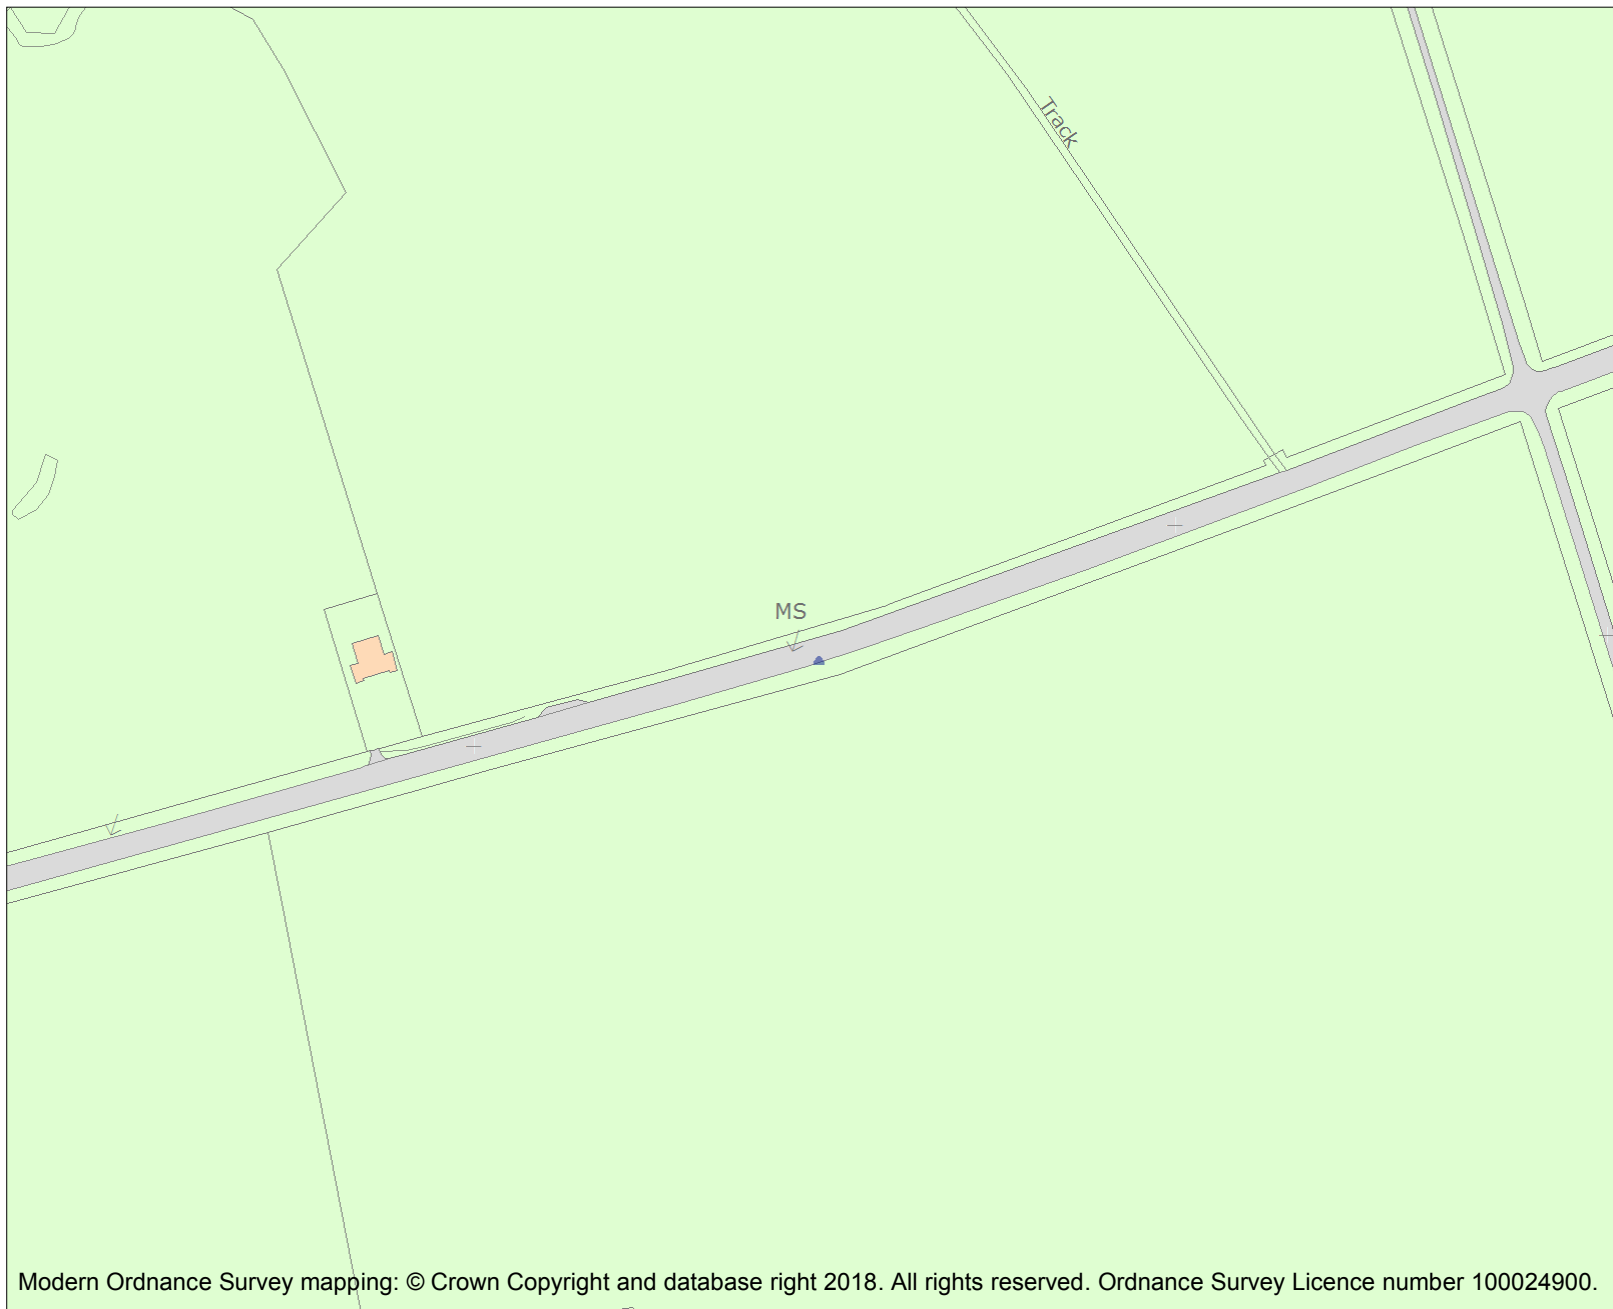 Track
MS
Modern Ordnance Survey mapping: © Crown Copyright and database right 2018. All rights reserved. Ordnance Survey Licence number 100024900.